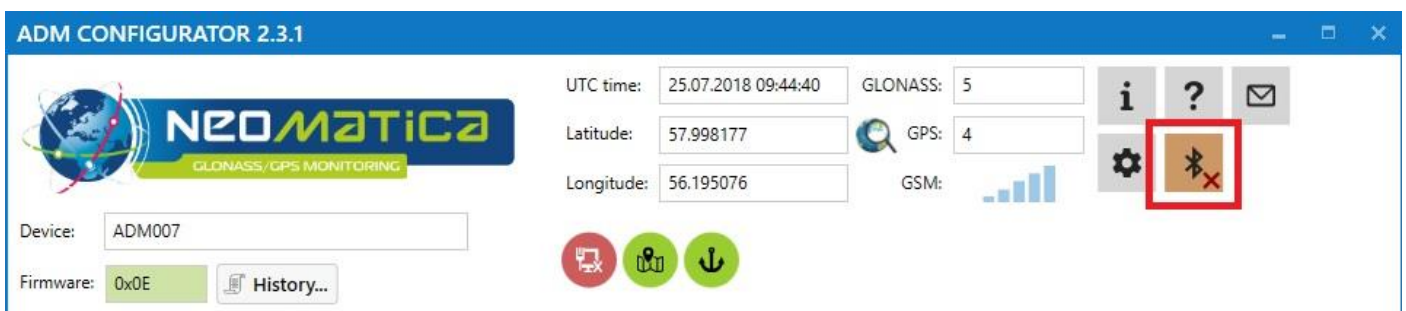 ADM CONFIGURATOR 2.3.1
NEOMATICA
GLONASS/GPS MONITORING
UTC time: 25.07.2018 09:44:40 GLONASS: 5
Latitude: 57.998177 GPS: 4
Longitude: 56.195076 GSM:
Device: ADM007
Firmware: 0x0E History...